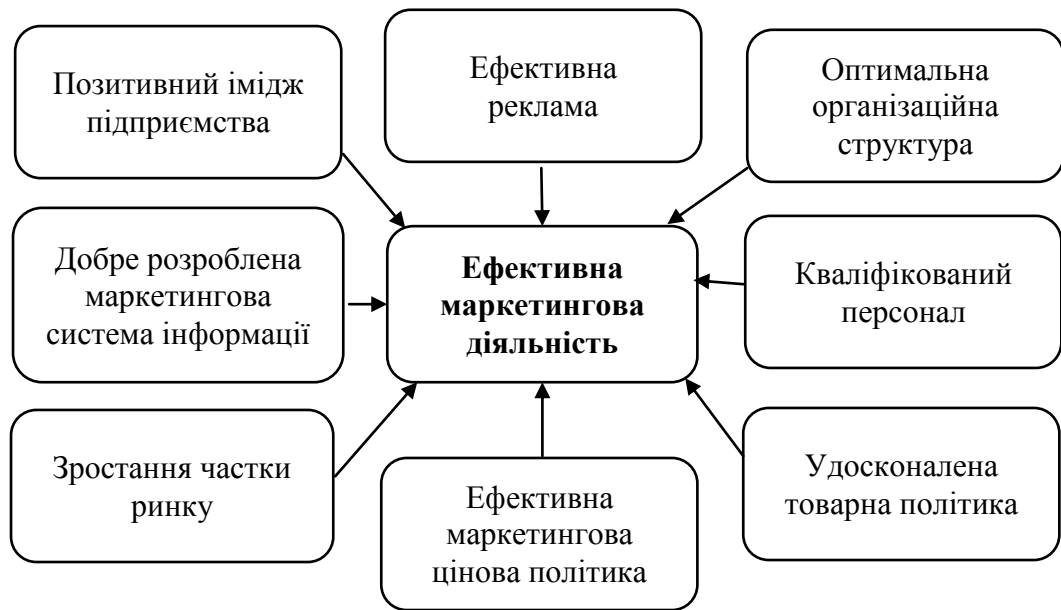 Позитивний імідж
підприємства
Ефективна
реклама
Оптимальна
організаційна
структура
Добре розроблена
маркетингова
система інформації
Ефективна
маркетингова
діяльність
Кваліфікований
персонал
Зростання частки
ринку
Ефективна
маркетингова
цінова політика
Удосконалена
товарна політика